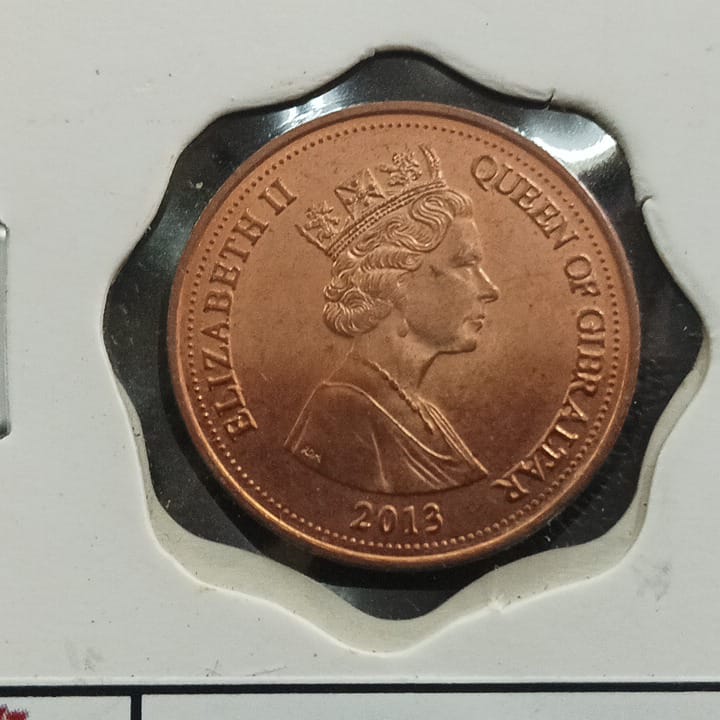 ELIZABETH II
QUEEN OF GIBRALTAR
2013